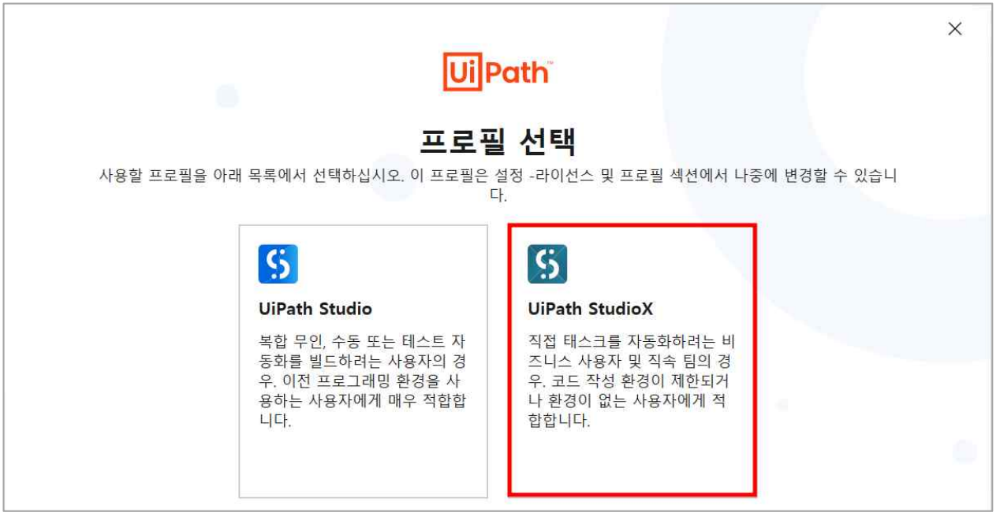 UiPath™
프로필 선택
사용할 프로필을 아래 목록에서 선택하십시오. 이 프로필은 설정 -라이선스 및 프로필 섹션에서 나중에 변경할 수 있습니
다.
UiPath Studio
복합 무인, 수동 또는 테스트 자
동화를 빌드하려는 사용자의 경
우. 이전 프로그래밍 환경을 사
용하는 사용자에게 매우 적합합
니다.
UiPath StudioX
직접 태스크를 자동화하려는 비
즈니스 사용자 및 직속 팀의 경
우. 코드 작성 환경이 제한되거
나 환경이 없는 사용자에게 적
합합니다.